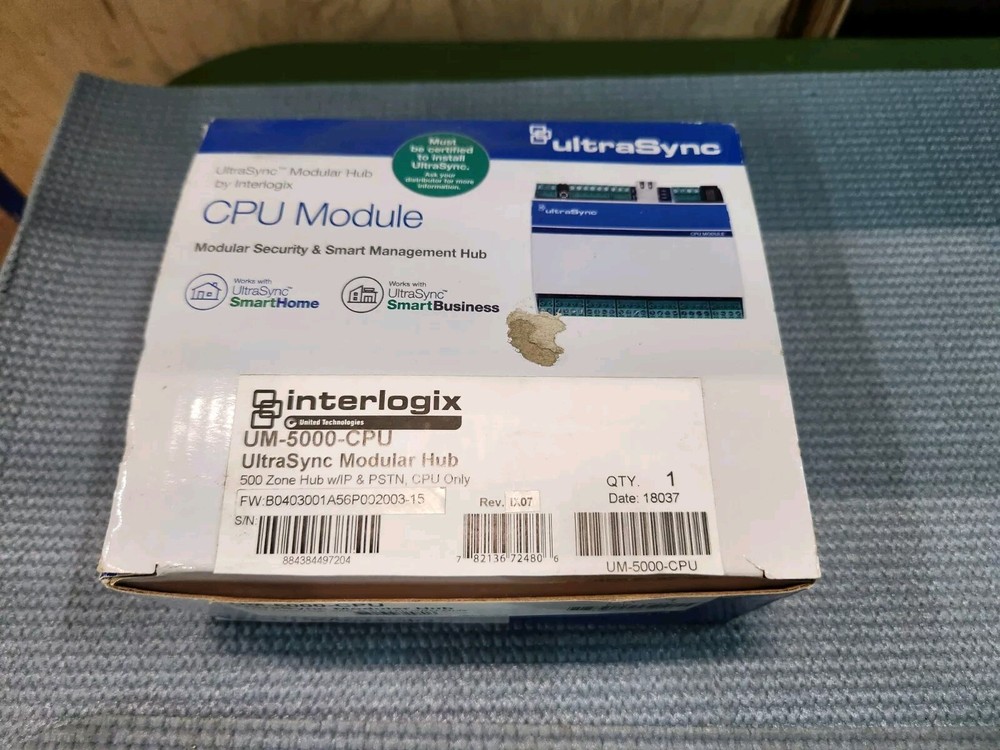 UltraSync™ Modular Hub
by Interlogix
CPU Module
Modular Security & Smart Management Hub
Works with
UltraSync™
SmartHome
Works with
UltraSync™
SmartBusiness
Must
be certified
to install
UltraSync.
Ask your
distributor for more
information.
ultraSync
ultraSync
CPU MODULE
interlogix
United Technologies
UM-5000-CPU
UltraSync Modular Hub
500 Zone Hub w/IP & PSTN, CPU Only
FW:B0403001A56P002003-15
Rev. IX07
QTY. 1
Date: 18037
S/N
884384497204
7 82136 72480 6
UM-5000-CPU